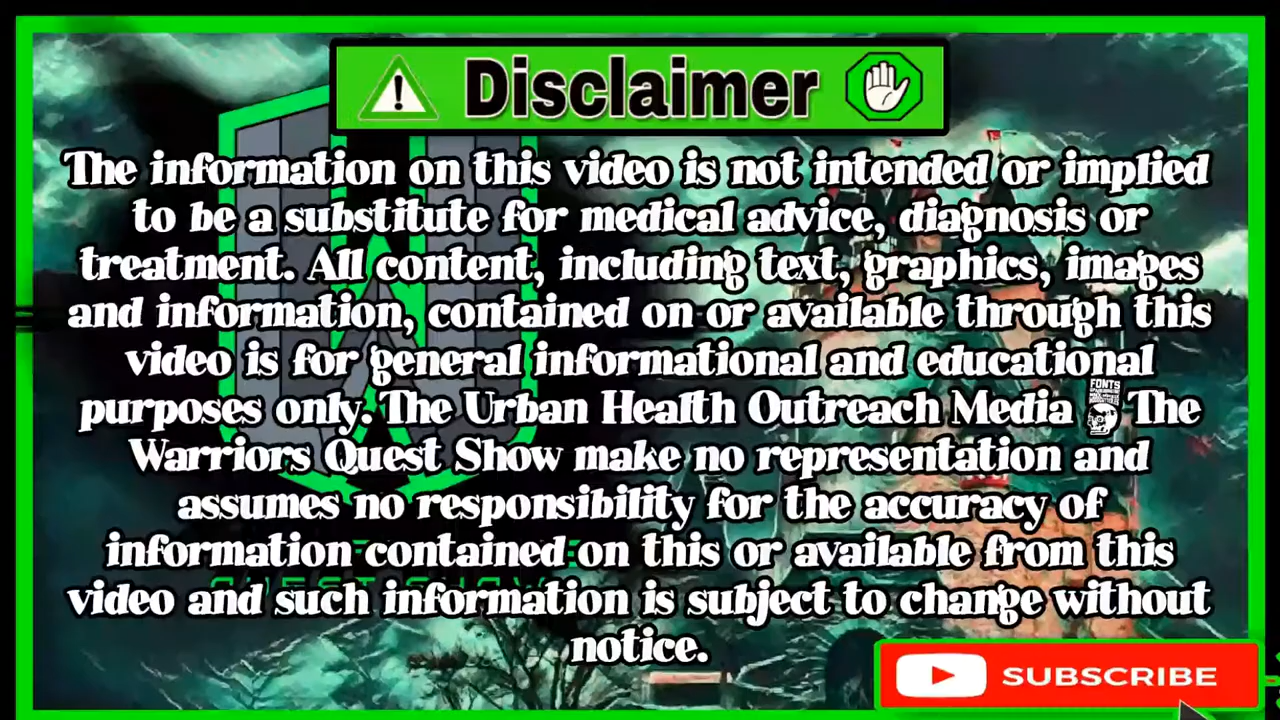 Disclaimer
The information on this video is not intended or implied
to be a substitute for medical advice, diagnosis or
treatment. All content, including text, graphics, images
and information, contained on or available through this
video is for general informational and educational
purposes only. The Urban Health Outreach Media The
Warriors Quest Show make no representation and
assumes no responsibility for the accuracy of
information contained on this or available from this
video and such information is subject to change without
notice.
SUBSCRIBE